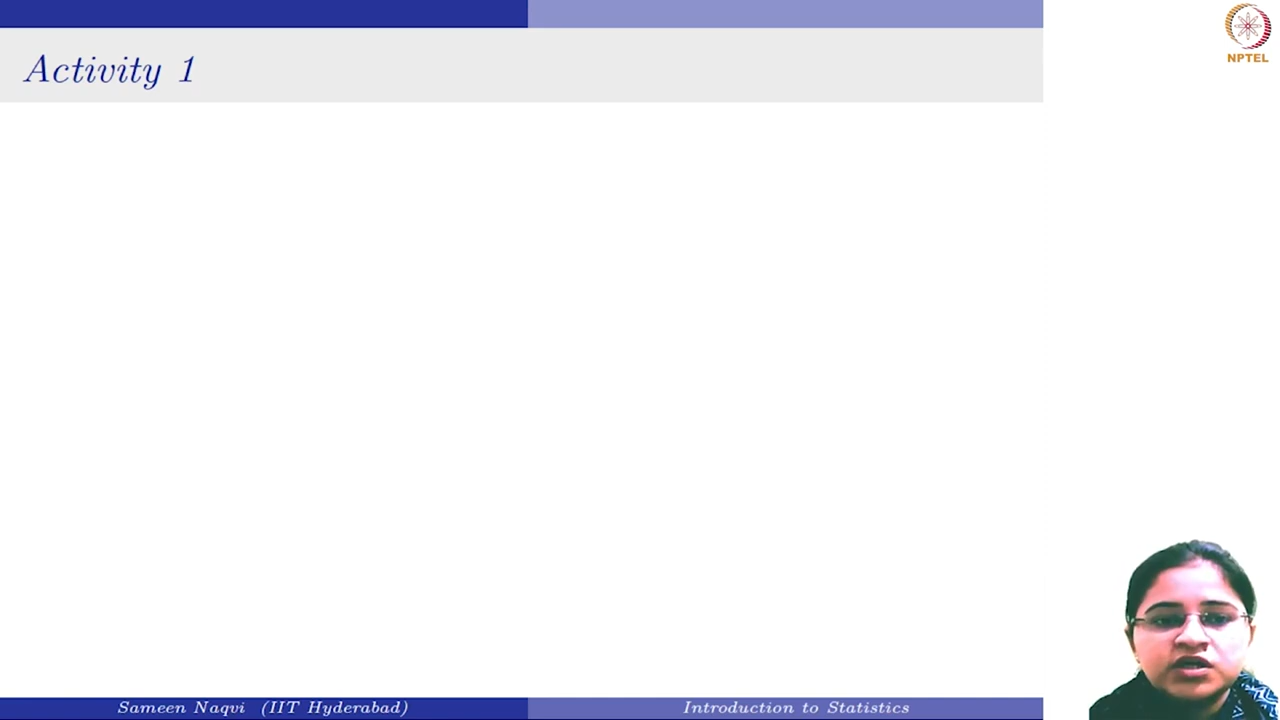 NPTEL
Activity 1
Sameen Naqvi (IIT Hyderabad)
Introduction to Statistics